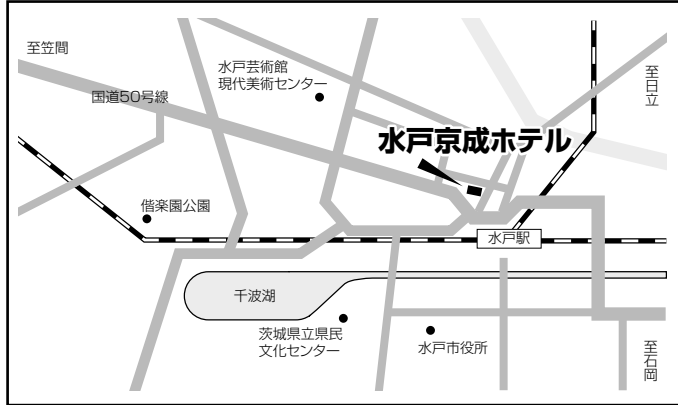 至笠間
国道50号線
水戸芸術館
現代美術センター
至日立
水戸京成ホテル
偕楽園公園
水戸駅
千波湖
茨城県立県民
文化センター
水戸市役所
至石岡